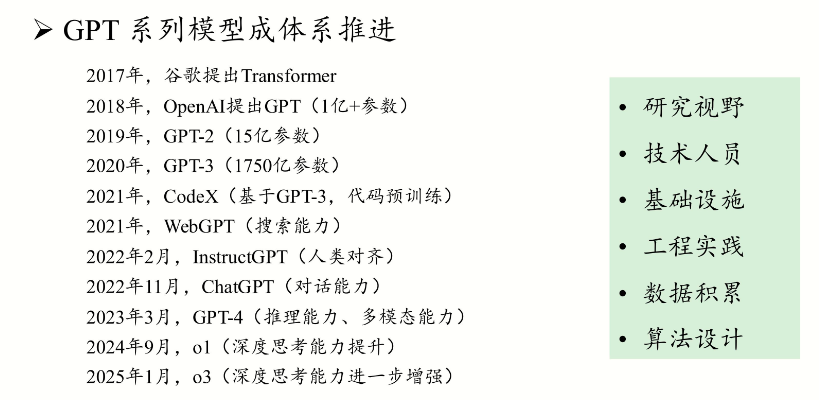 ➢ GPT 系列模型成体系推进
2017年，谷歌提出Transformer
2018年，OpenAI提出GPT（1亿+参数）
2019年，GPT-2（15亿参数）
2020年，GPT-3（1750亿参数）
2021年，CodeX（基于GPT-3，代码预训练）
2021年，WebGPT（搜索能力）
2022年2月，InstructGPT（人类对齐）
2022年11月，ChatGPT（对话能力）
2023年3月，GPT-4（推理能力、多模态能力）
2024年9月，o1（深度思考能力提升）
2025年1月，o3（深度思考能力进一步增强）
• 研究视野
• 技术人员
• 基础设施
• 工程实践
• 数据积累
• 算法设计